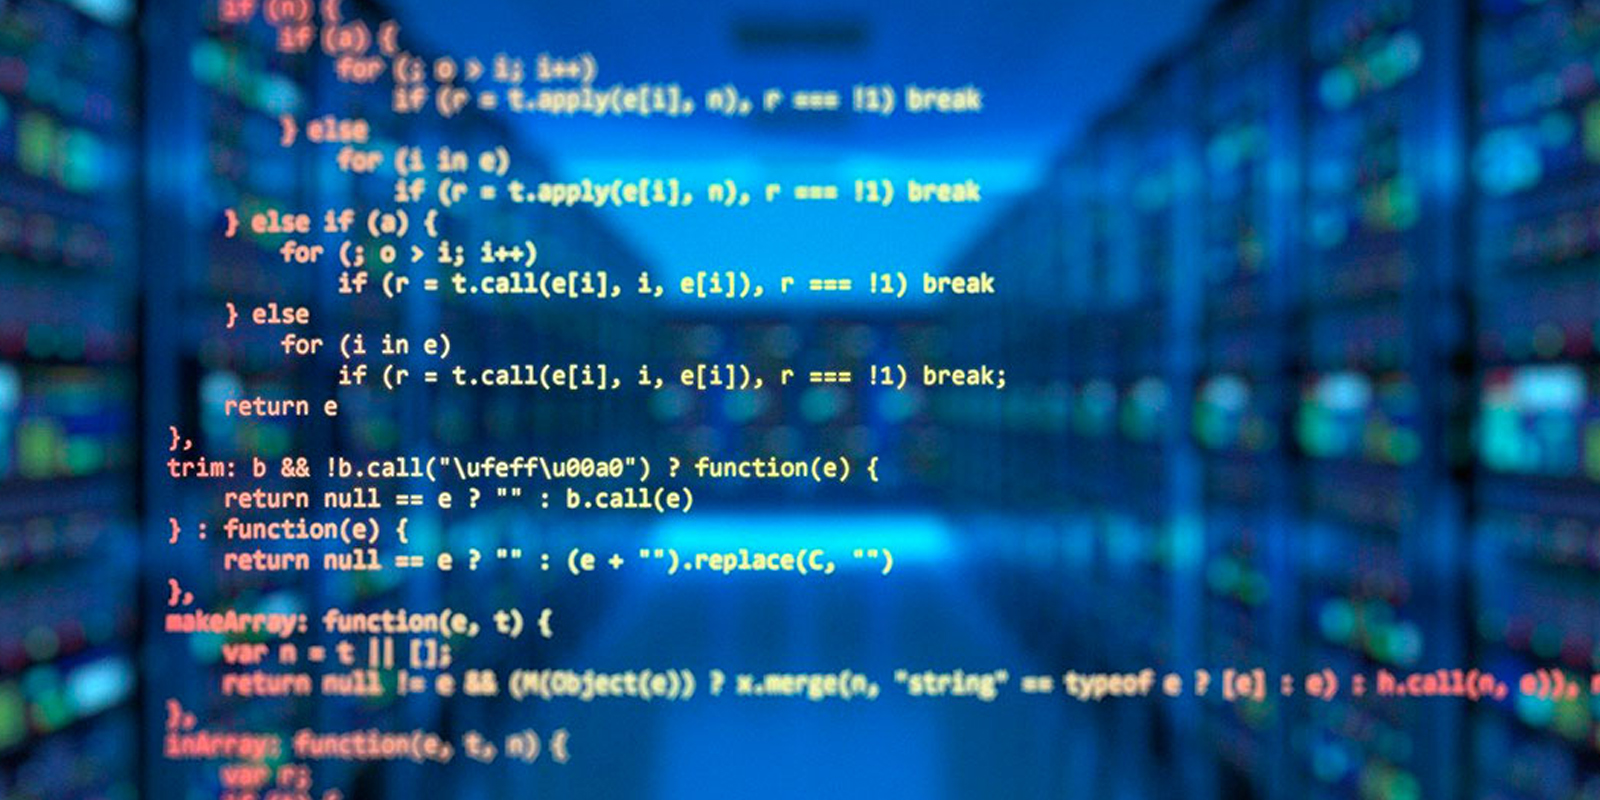 if (n) {
if (a) {
for (; o > i; i++)
if (r = t.apply(e[i], n), r === !1) break
} else
for (i in e)
if (r = t.apply(e[i], n), r === !1) break
} else if (a) {
for (; o > i; i++)
if (r = t.call(e[i], i, e[i]), r === !1) break
} else
for (i in e)
if (r = t.call(e[i], i, e[i]), r === !1) break;
return e
},
trim: b && !b.call("\ufeff\u00a0") ? function(e) {
return null == e ? "" : b.call(e)
} : function(e) {
return null == e ? "" : (e + "").replace(C, "")
},
makeArray: function(e, t) {
var n = t || [];
return null != e && (M(Object(e)) ? x.merge(n, "string" == typeof e ? [e] : e) : h.call(n, e)),
},
inArray: function(e, t, n) {
var r;